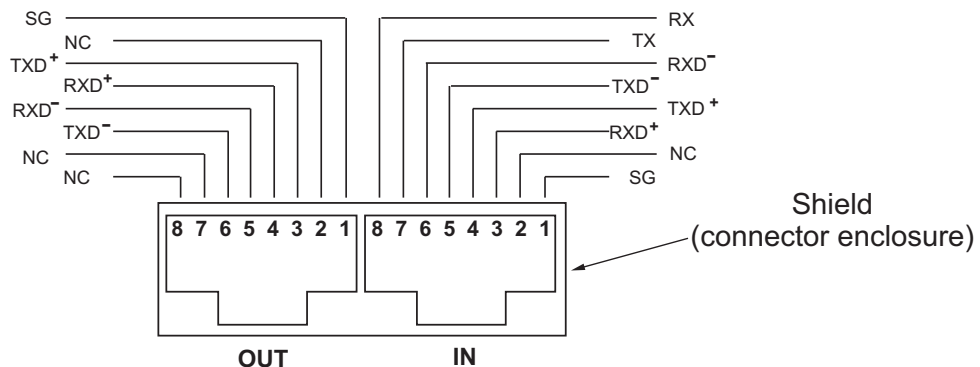 SG
NC
TXD+
RXD+
RXD-
TXD-
NC
NC
RX
TX
RXD-
TXD-
TXD+
RXD+
NC
SG
8 7 6 5 4 3 2 1
8 7 6 5 4 3 2 1
Shield
(connector enclosure)
OUT
IN